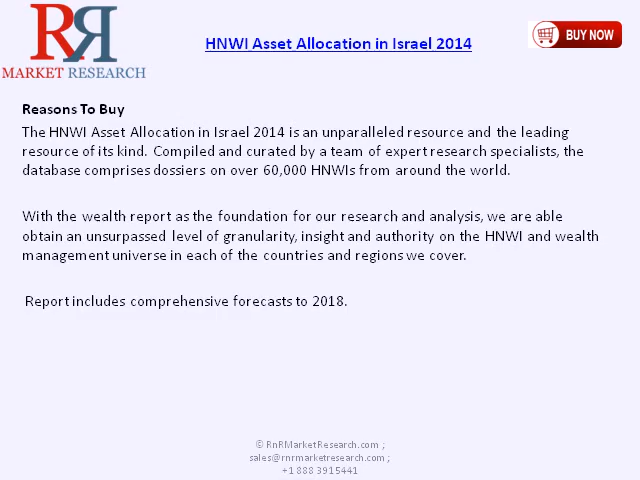 RR
MARKET RESEARCH
HNWI Asset Allocation in Israel 2014
BUY NOW
Reasons To Buy
The HNWI Asset Allocation in Israel 2014 is an unparalleled resource and the leading
resource of its kind. Compiled and curated by a team of expert research specialists, the
database comprises dossiers on over 60,000 HNWIs from around the world.
With the wealth report as the foundation for our research and analysis, we are able
obtain an unsurpassed level of granularity, insight and authority on the HNWI and wealth
management universe in each of the countries and regions we cover.
Report includes comprehensive forecasts to 2018.
© RnRMarketResearch.com ;
sales@rnrmarketresearch.com ;
+1 888 3915441